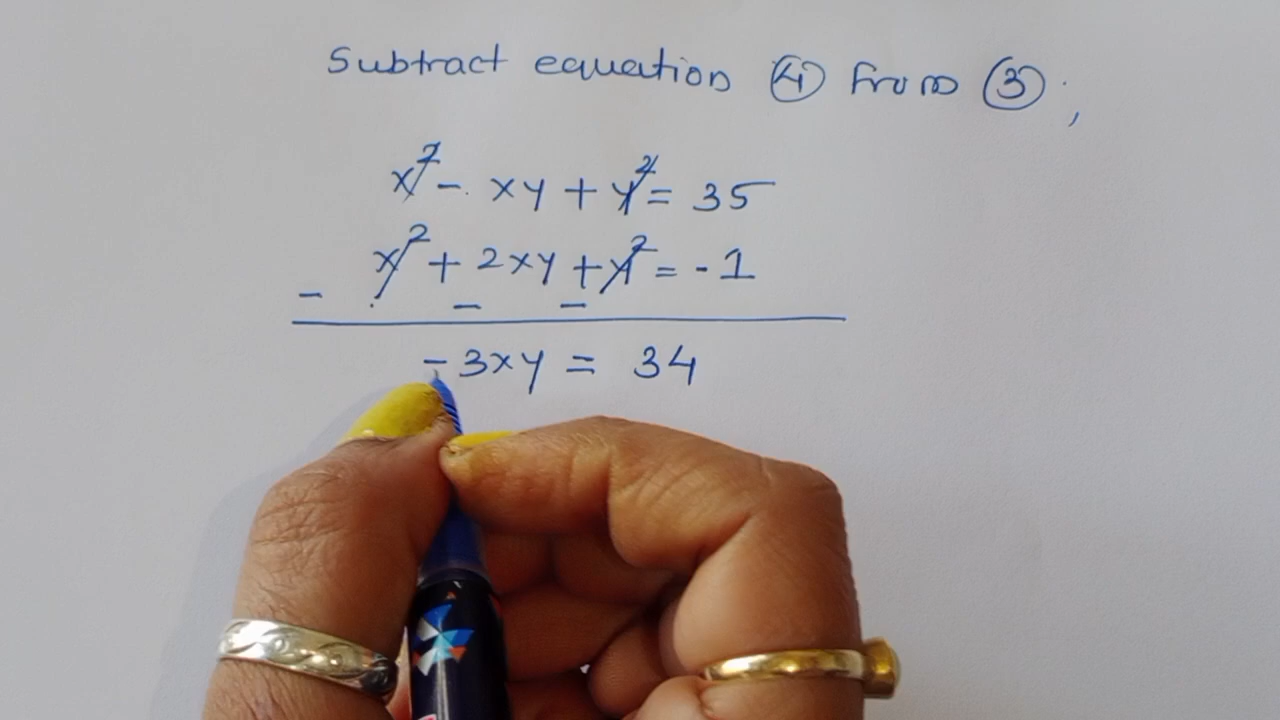 Subtract equation ④ from ③ ;
x² - xy + y² = 35
x² + 2xy + y² = -1
- - -
-3xy = 34